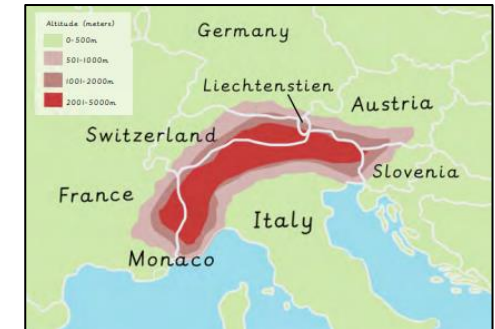 Altitude (meters)
0-500m
501-1000m
1001-2000m
2001-5000m
Germany
Liechtenstien
Austria
Switzerland
Slovenia
France
Italy
Monaco